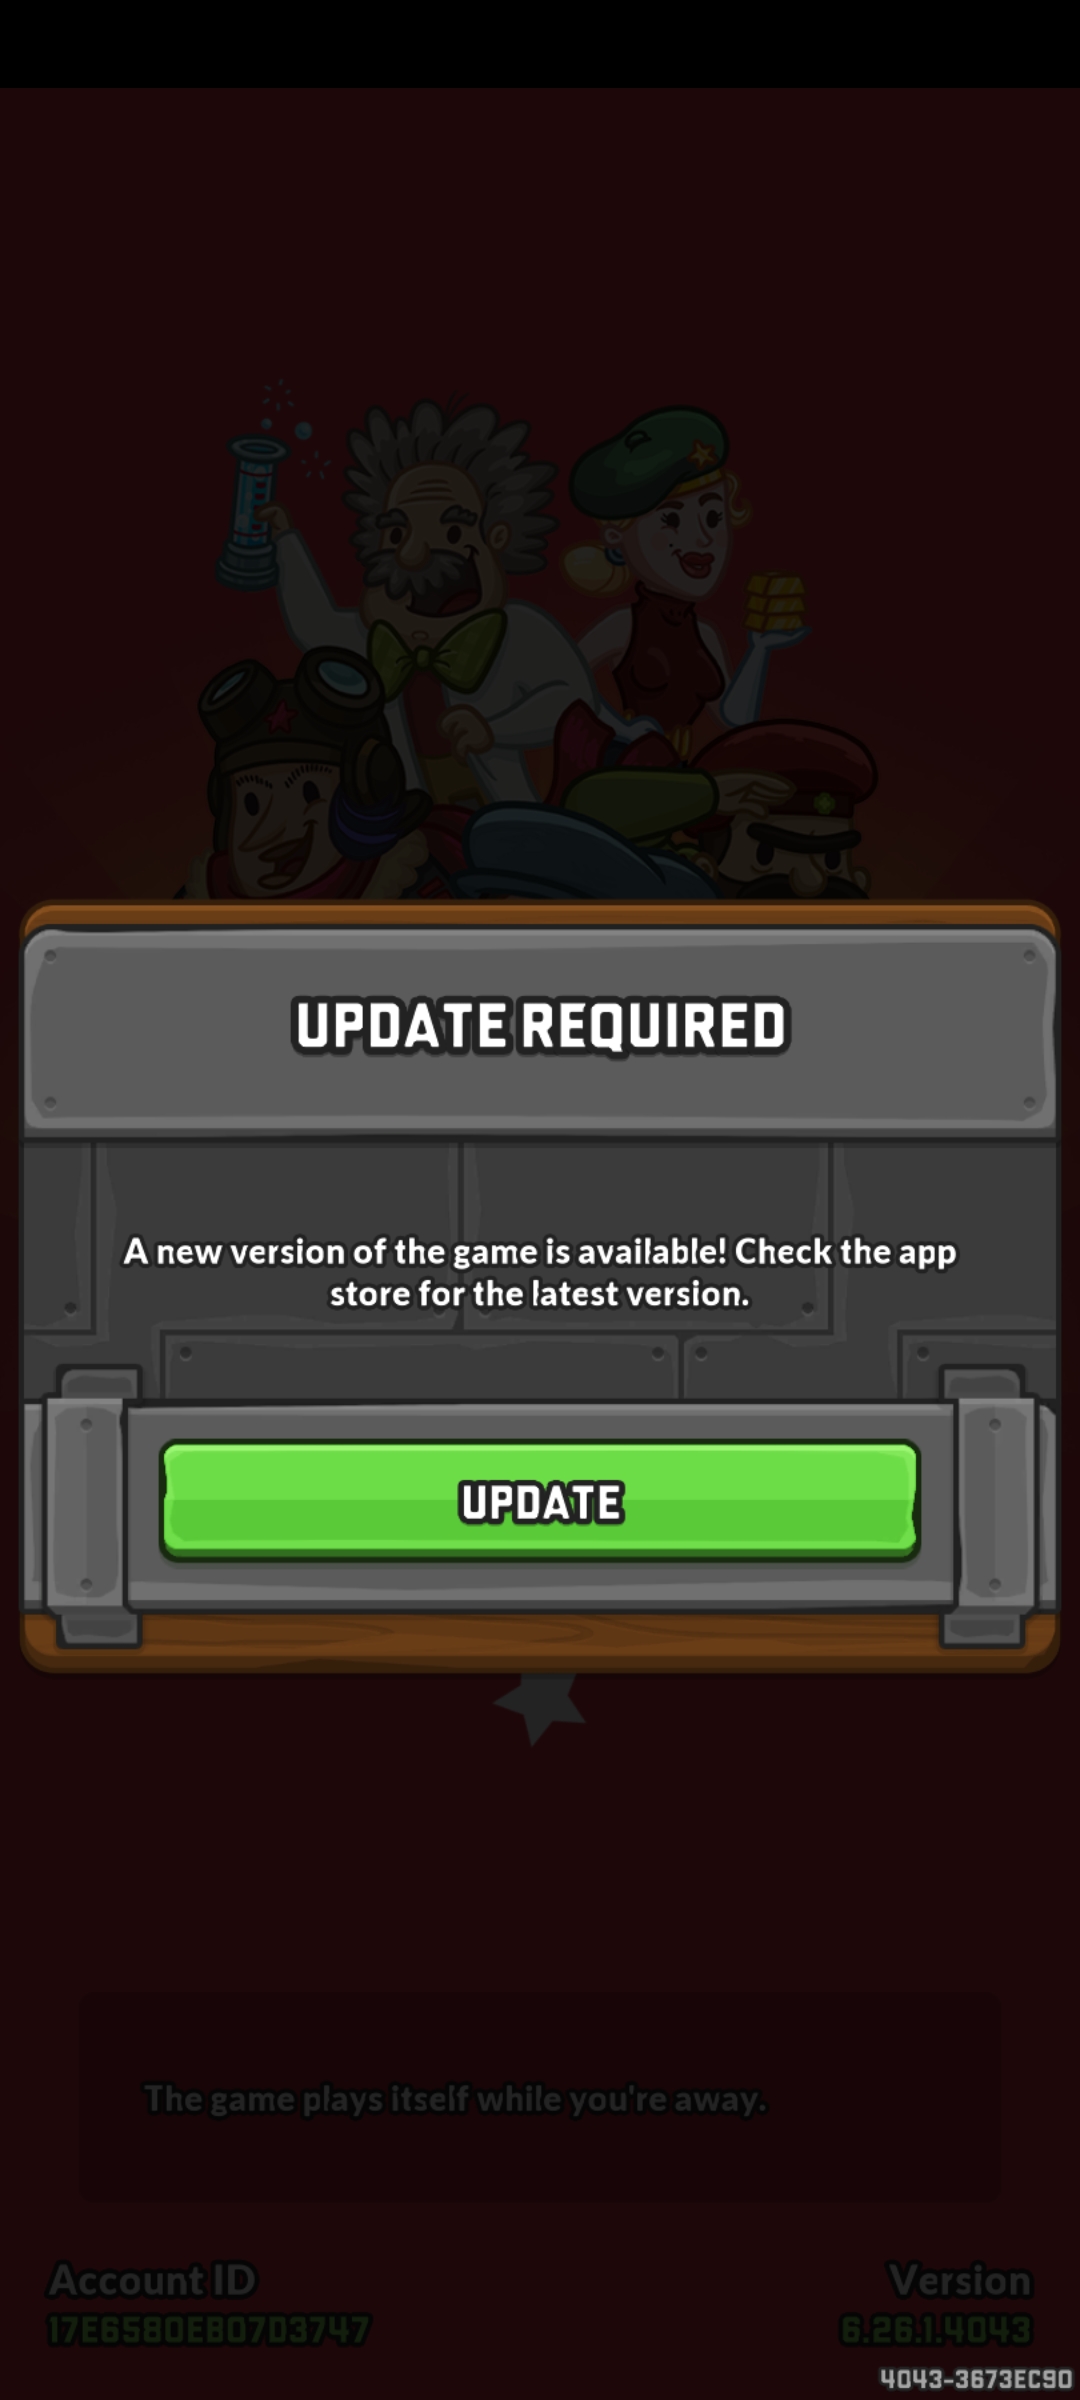 UPDATE REQUIRED
A new version of the game is available! Check the app
store for the latest version.
UPDATE
The game plays itself while you're away.
Account ID
Version
17E6580EB07D3747
6.26.1.4043
4043-3673EC90